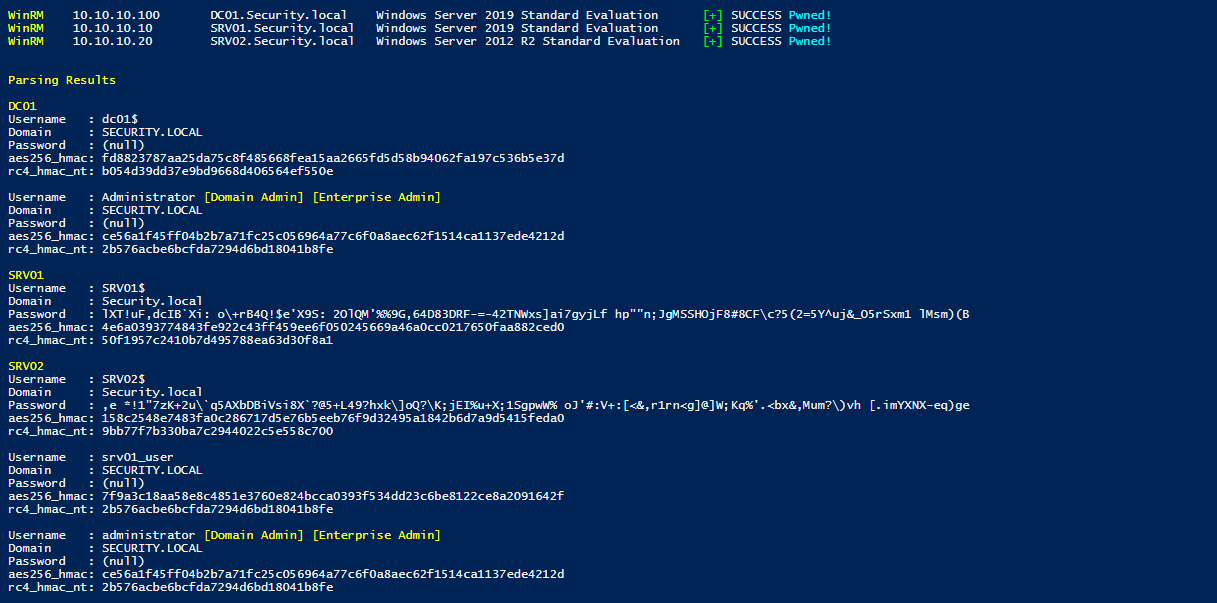 WinRM 10.10.10.100 DC01.Security.local Windows Server 2019 Standard Evaluation [+] SUCCESS Pwned!
WinRM 10.10.10.10 SRV01.Security.local Windows Server 2019 Standard Evaluation [+] SUCCESS Pwned!
WinRM 10.10.10.20 SRV02.Security.local Windows Server 2012 R2 Standard Evaluation [+] SUCCESS Pwned!
Parsing Results
DC01
Username : dc01$
Domain : SECURITY.LOCAL
Password : (null)
aes256_hmac: fd8823787aa25da75c8f485668fea15aa2665fd5d58b94062fa197c536b5e37d
rc4_hmac_nt: b054d39dd37e9bd9668d406564ef550e
Username : Administrator [Domain Admin] [Enterprise Admin]
Domain : SECURITY.LOCAL
Password : (null)
aes256_hmac: ce56a1f45ff04b2b7a71fc25c056964a77c6f0a8aec62f1514ca1137ede4212d
rc4_hmac_nt: 2b576acbe6bcfda7294d6bd18041b8fe
SRV01
Username : SRV01$
Domain : Security.local
Password : lXT!uF,dcIB`Xi: o\+rB4Q!$e'X9S: 2OlQM'%%9G,64D83DRF-=-42TNWxs]ai7gyjLf hp""n;JgMSSHOjF8#8CF\c?5(2=5Y^uj&_O5rSxm1 lMsm)(B
aes256_hmac: 4e6a0393774843fe922c43ff459ee6f050245669a46a0cc0217650faa882ced0
rc4_hmac_nt: 50f1957c2410b7d495788ea63d30f8a1
SRV02
Username : SRV02$
Domain : Security.local
Password : ,e *!1"7zK+2u\`q5AXbDBiVsi8X`?@5+L49?hxk\]oQ?\K;jEI%u+X;1SgpwW% oJ'#:V+:[<&,r1rn<g]@]W;Kq%'.<bx&,Mum?\)vh [.imYXNX-eq)ge
aes256_hmac: 158c2548e7483fa0c286717d5e76b5eeb76f9d32495a1842b6d7a9d5415feda0
rc4_hmac_nt: 9bb77f7b330ba7c2944022c5e558c700
Username : srv01_user
Domain : SECURITY.LOCAL
Password : (null)
aes256_hmac: 7f9a3c18aa58e8c4851e3760e824bcca0393f534dd23c6be8122ce8a2091642f
rc4_hmac_nt: 2b576acbe6bcfda7294d6bd18041b8fe
Username : administrator [Domain Admin] [Enterprise Admin]
Domain : SECURITY.LOCAL
Password : (null)
aes256_hmac: ce56a1f45ff04b2b7a71fc25c056964a77c6f0a8aec62f1514ca1137ede4212d
rc4_hmac_nt: 2b576acbe6bcfda7294d6bd18041b8fe